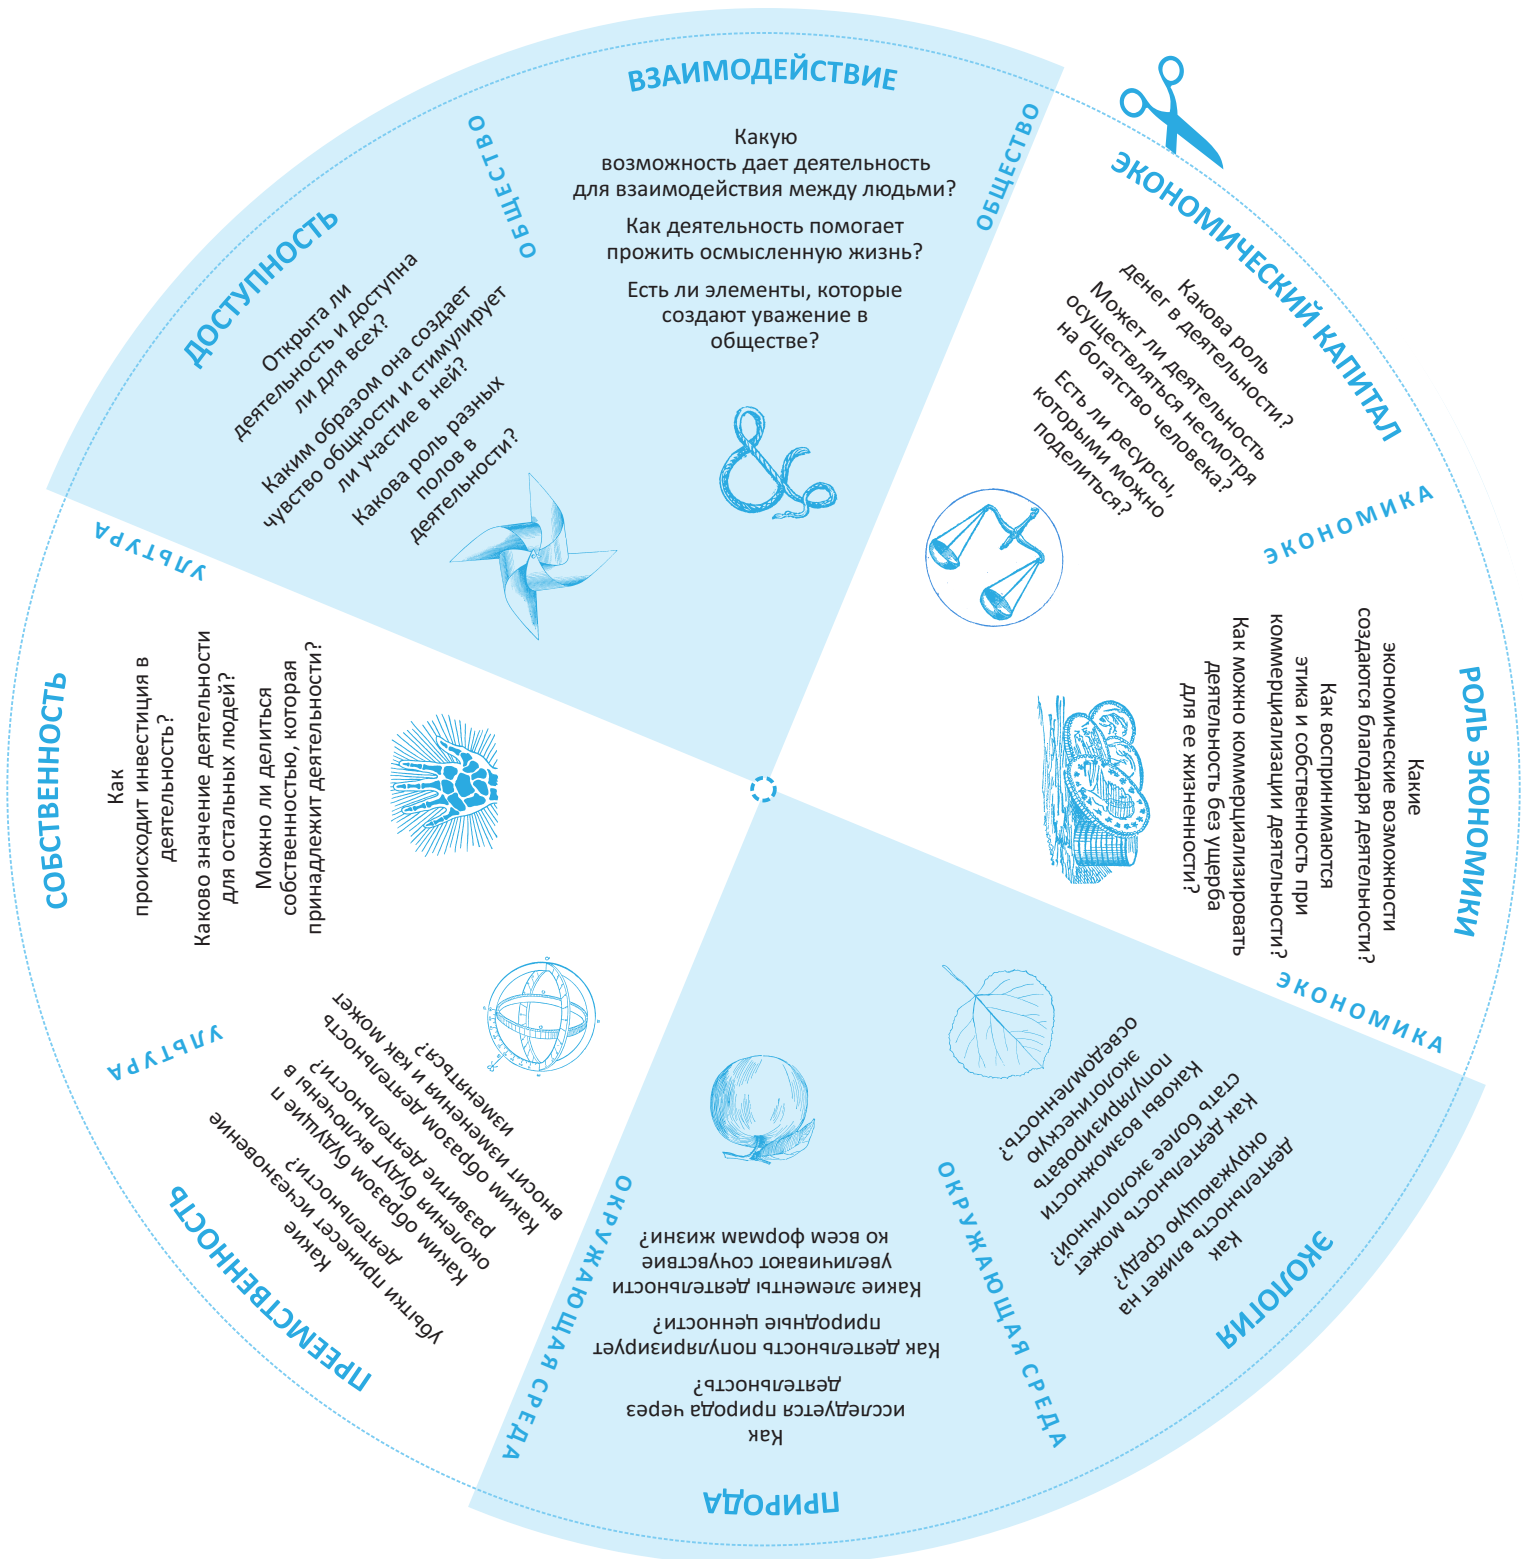 ВЗАИМОДЕЙСТВИЕ
Какую
возможность дает деятельность
для взаимодействия между людьми?
Как деятельность помогает
прожить осмысленную жизнь?
Есть ли элементы, которые
создают уважение в
обществе?
ОБЩЕСТВО
ЭКОНОМИЧЕСКИЙ КАПИТАЛ
Какова роль
денег в деятельности?
Может ли деятельность
осуществляться несмотря
на богатство человека?
Есть ли ресурсы,
которыми можно
поделиться?
ЭКОНОМИКА
РОЛЬ ЭКОНОМИКИ
Какие
экономические возможности
создаются благодаря деятельности?
Как воспринимаются
этика и собственность при
коммерциализации деятельности?
Как можно коммерциализировать
деятельность без ущерба
для ее жизненности?
ЭКОНОМИКА
ЭКОЛОГИЯ
Как
деятельность влияет на
окружающую среду?
Как деятельность может
стать более экологичной?
Каковы возможности
популяризировать
экологическую
осведомленность?
ОКРУЖАЮЩАЯ СРЕДА
ПРИРОДА
Как
исследуется природа через
деятельность?
Как деятельность популяризирует
природные ценности?
Какие элементы деятельности
увеличивают сочувствие
ко всем формам жизни?
ОКРУЖАЮЩАЯ СРЕДА
ПРЕЕМСТВЕННОСТЬ
Какие
убытки принесет исчезновение
деятельности?
Каким образом будущие п
околения будут включены в
развитие деятельности?
Каким образом деятельность
вносит изменения и как может
изменяться?
УЛЬТУРА
СОБСТВЕННОСТЬ
Как
происходит инвестиция в
деятельность?
Каково значение деятельности
для остальных людей?
Можно ли делиться
собственностью, которая
принадлежит деятельности?
УЛЬТУРА
ДОСТУПНОСТЬ
Открыта ли
деятельность и доступна
ли для всех?
Каким образом она создает
чувство общности и стимулирует
ли участие в ней?
Какова роль разных
полов в
деятельности?
ОБЩЕСТВО